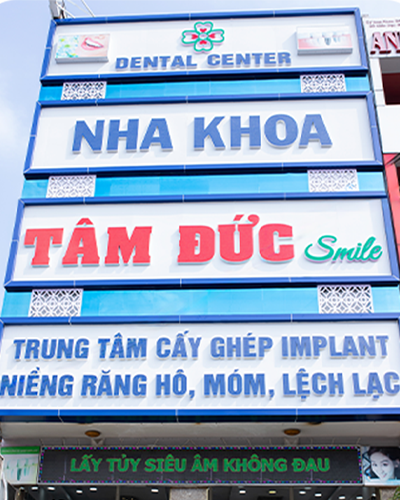 DENTAL CENTER
NHA KHOA
TÂM ĐỨC Smile
TRUNG TÂM CẤY GHÉP IMPLANT
NIỀNG RĂNG HÔ, MÓM, LỆCH LẠC
LẤY TỦY SIÊU ÂM KHÔNG ĐAU